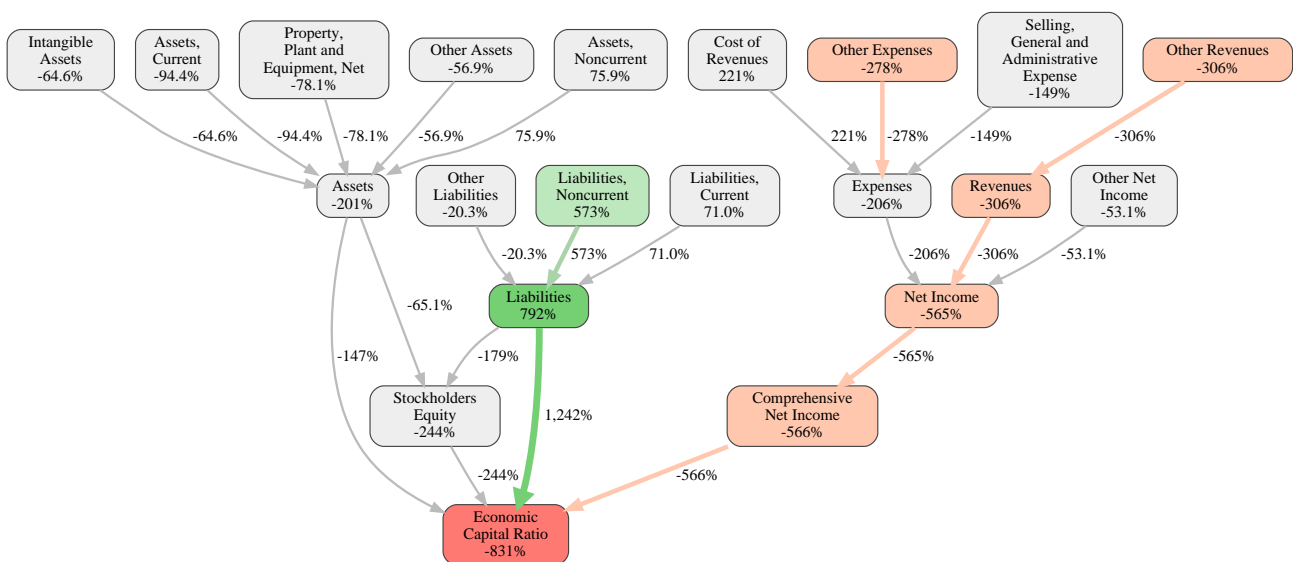 Intangible
Assets
-64.6%
Assets,
Current
-94.4%
Property,
Plant and
Equipment, Net
-78.1%
Other Assets
-56.9%
Assets,
Noncurrent
75.9%
Cost of
Revenues
221%
Other Expenses
-278%
Selling,
General and
Administrative
Expense
-149%
Other Revenues
-306%
-64.6%
-94.4%
-78.1%
-56.9%
75.9%
221%
-278%
-149%
-306%
Assets
-201%
Other
Liabilities
-20.3%
Liabilities,
Noncurrent
573%
Liabilities,
Current
71.0%
Expenses
-206%
Revenues
-306%
Other Net
Income
-53.1%
-20.3%
573%
71.0%
-206%
-306%
-53.1%
Liabilities
792%
Net Income
-565%
-65.1%
-147%
-179%
-565%
Stockholders
Equity
-244%
1,242%
Comprehensive
Net Income
-566%
-244%
-566%
Economic
Capital Ratio
-831%